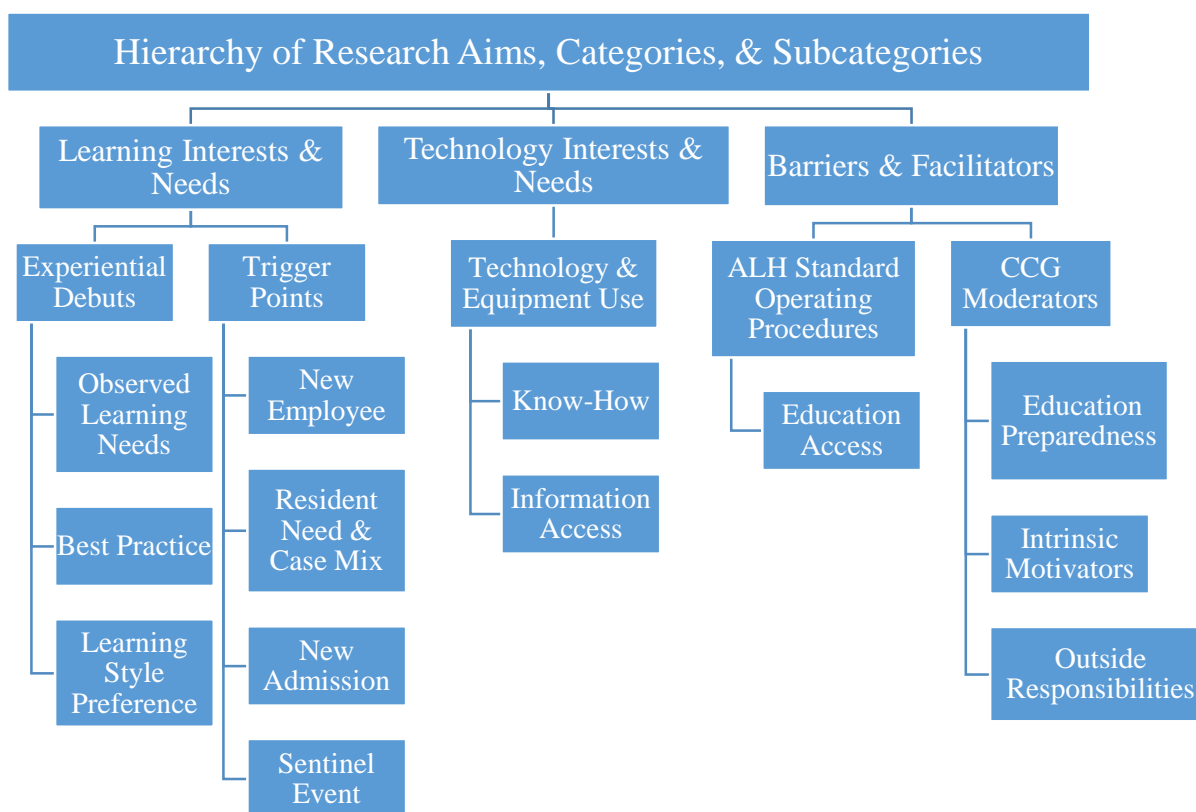 Hierarchy of Research Aims, Categories, & Subcategories
Learning Interests &
Needs
Experiential
Debuts
Observed
Learning
Needs
Best Practice
Learning
Style
Preference
Trigger
Points
New
Employee
Resident
Need &
Case Mix
New
Admission
Sentinel
Event
Technology Interests &
Needs
Technology &
Equipment Use
Know-How
Information
Access
Barriers & Facilitators
ALH Standard
Operating
Procedures
Education
Access
CCG
Moderators
Education
Preparedness
Intrinsic
Motivators
Outside
Responsibilities